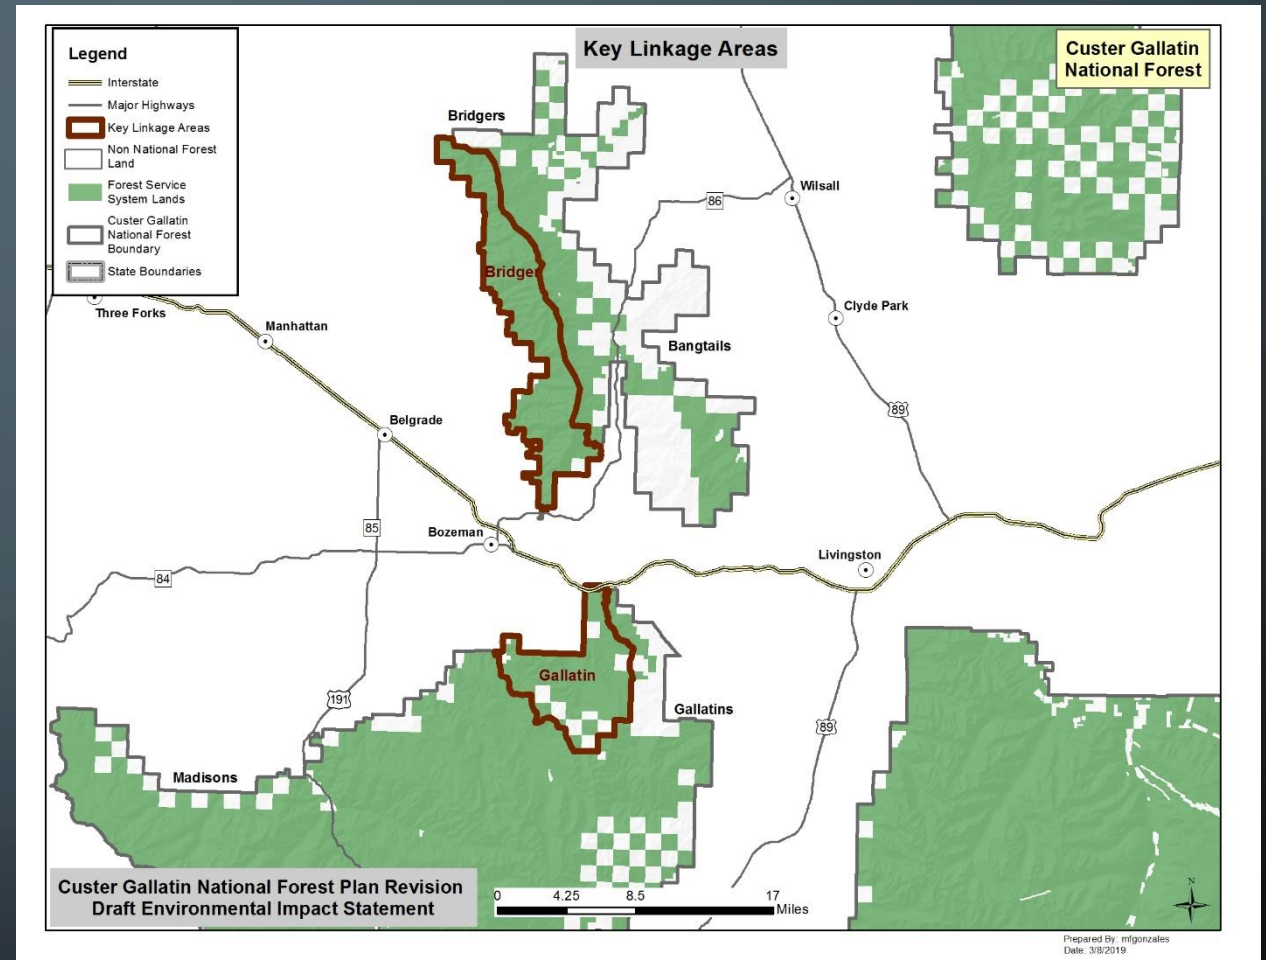 Key Linkage Areas
Custer Gallatin
National Forest
Legend
Interstate
Major Highways
Key Linkage Areas
Non National Forest
Land
Forest Service
System Lands
Custer Gallatin
National Forest
Boundary
State Boundaries
Bridgers
86
Wilsall
Bridger
Three Forks
Clyde Park
Manhattan
Bangtails
89
Belgrade
85
Bozeman
Livingston
84
Gallatin
191
Gallatins
89
Madisons
Custer Gallatin National Forest Plan Revision
Draft Environmental Impact Statement
0 4.25 8.5 17
Miles
N
Prepared By: mfgonzales
Date: 3/8/2019